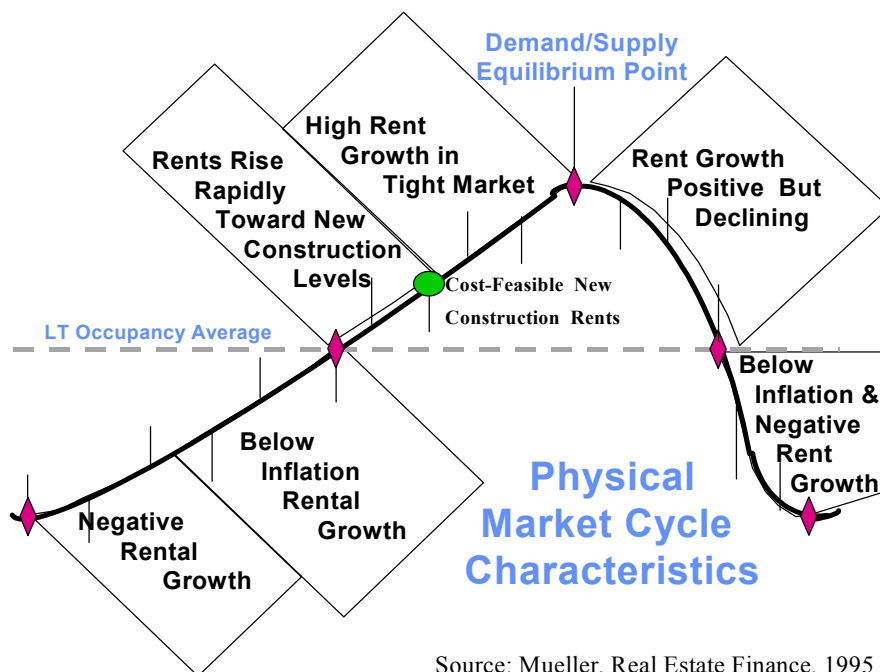 Demand/Supply
Equilibrium Point
High Rent
Growth in
Tight Market
Rents Rise
Rapidly
Toward New
Construction
Levels
Rent Growth
Positive But
Declining
Cost-Feasible New
Construction Rents
LT Occupancy Average
Below
Inflation &
Negative
Rent
Growth
Below
Inflation
Rental
Growth
Negative
Rental
Growth
Physical
Market Cycle
Characteristics
Source: Mueller, Real Estate Finance, 1995